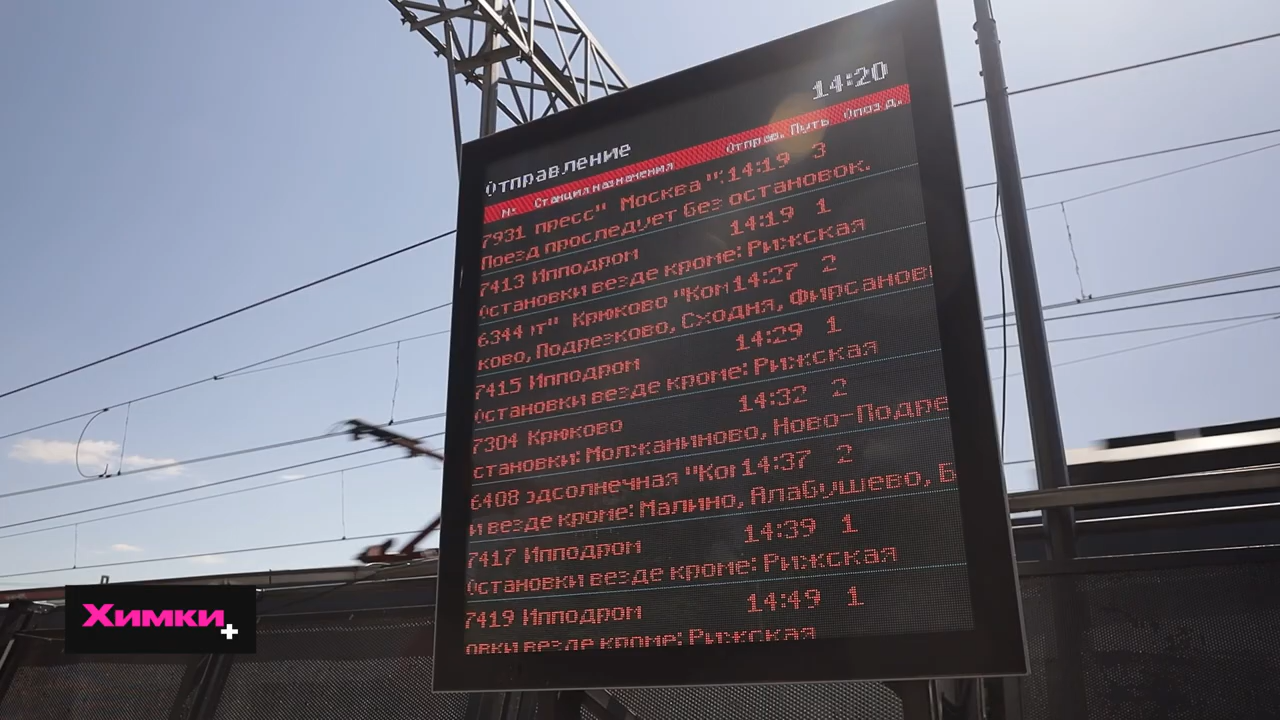 14:20
Отправление
№ Станция назначения Отправ. Путь Опозд.
7931 пресс" Москва " 14:19 3
Поезд проследует без остановок.
7413 Ипподром 14:19 1
Остановки везде кроме: Рижская
6344 т" Крюково "Ком 14:27 2
ково, Подрезково, Сходня, Фирсанов
7415 Ипподром 14:29 1
Остановки везде кроме: Рижская
7304 Крюково 14:32 2
становки: Молжаниново, Ново-Подре
6408 дсолнечная "Ком 14:37 2
и везде кроме: Малино, Алабушево, Б
7417 Ипподром 14:39 1
Остановки везде кроме: Рижская
7419 Ипподром 14:49 1
овки везде кроме: Рижская
Химки+